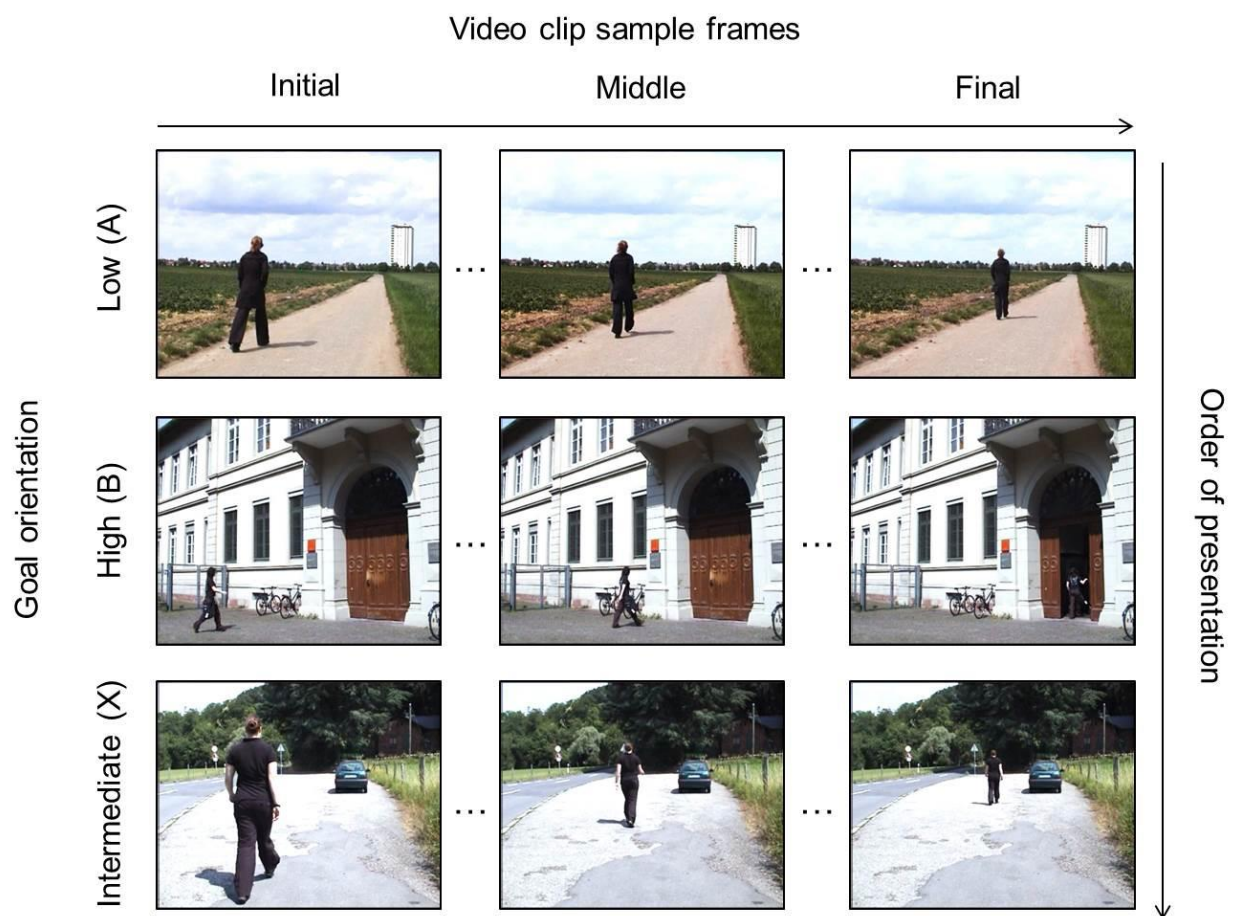 Video clip sample frames
Initial
Middle
Final
Goal orientation
Low (A)
...
...
High (B)
...
...
Intermediate (X)
...
...
Order of presentation